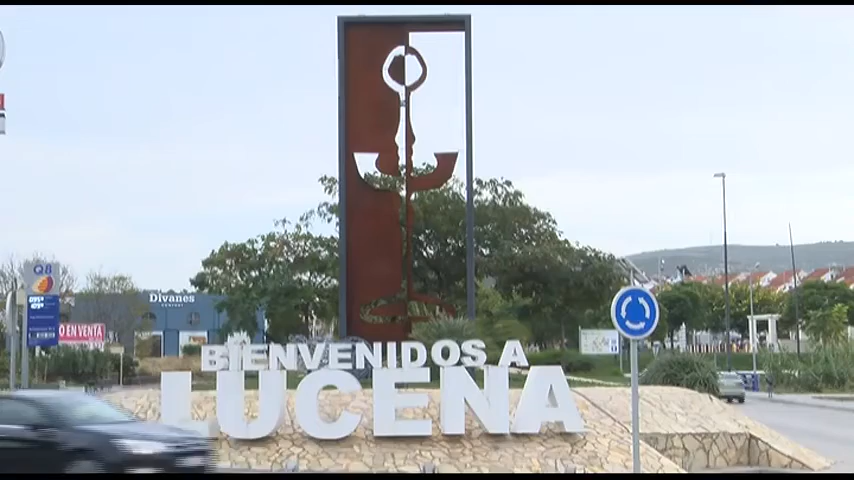 Q8
Divanes
O EN VENTA
BIENVENIDOS A
LUCENA